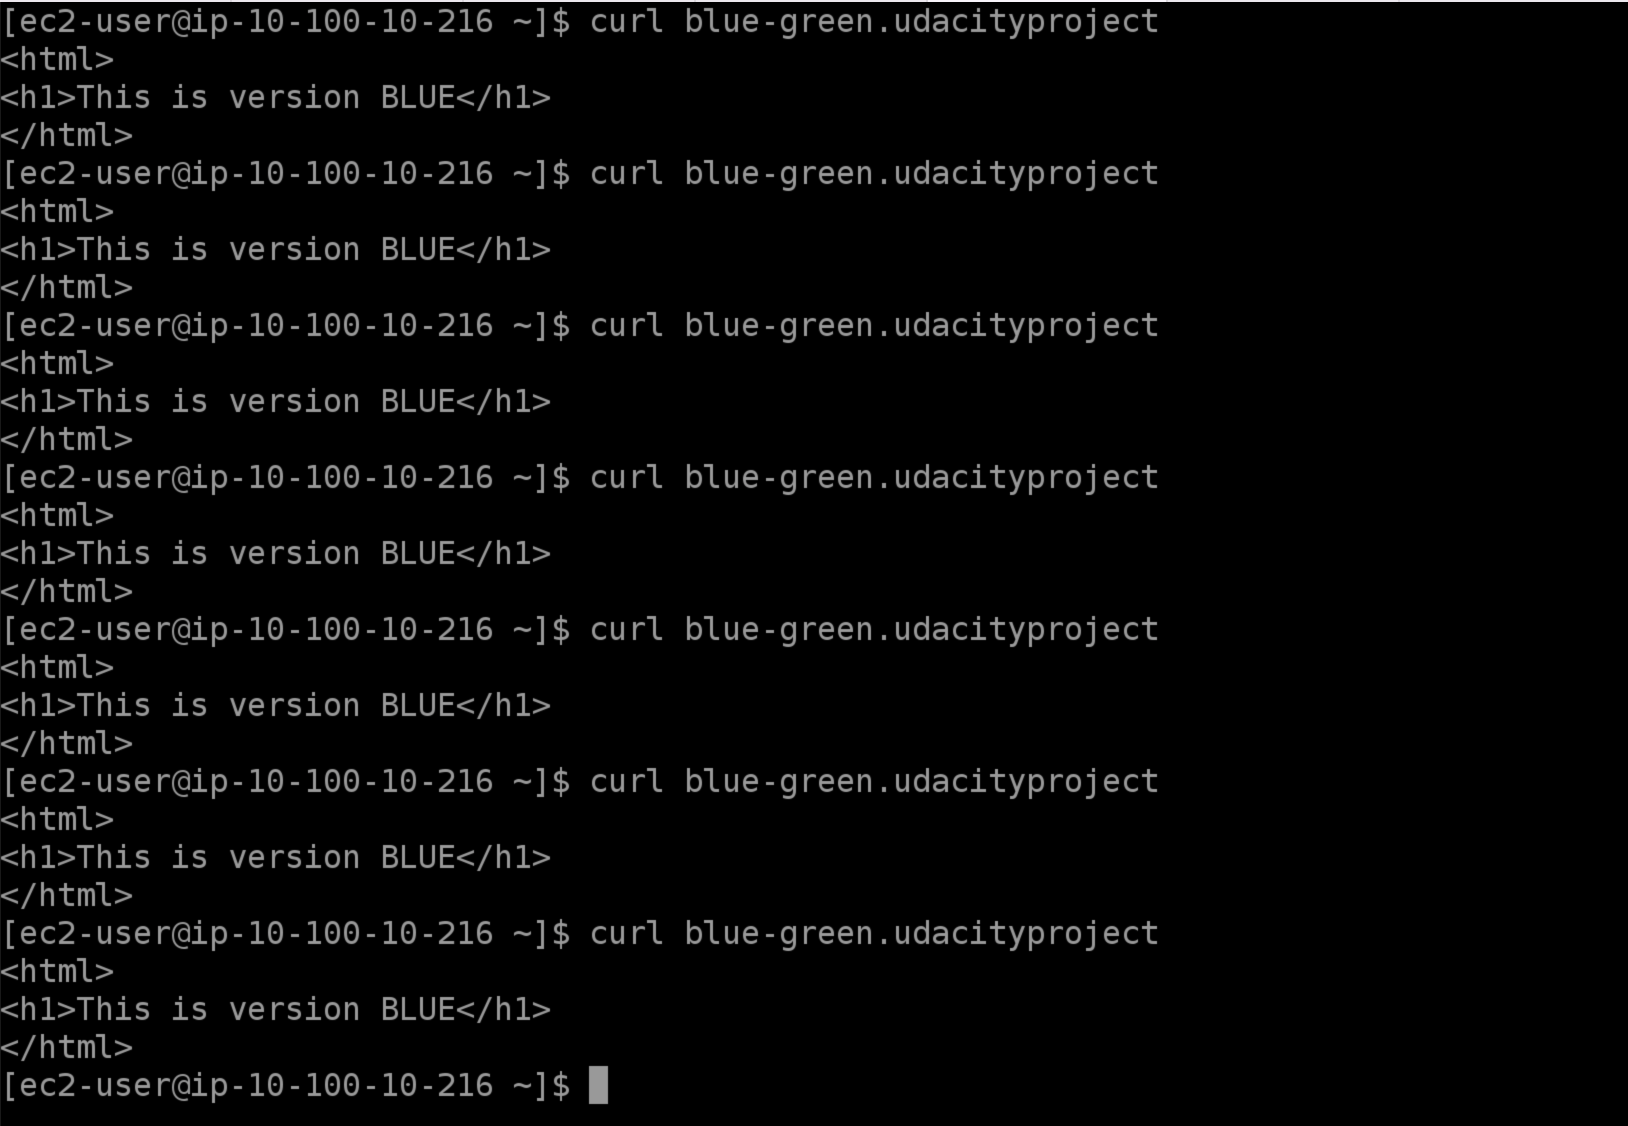 [ec2-user@ip-10-100-10-216 ~]$ curl blue-green.udacityproject
<html>
<h1>This is version BLUE</h1>
</html>
[ec2-user@ip-10-100-10-216 ~]$ curl blue-green.udacityproject
<html>
<h1>This is version BLUE</h1>
</html>
[ec2-user@ip-10-100-10-216 ~]$ curl blue-green.udacityproject
<html>
<h1>This is version BLUE</h1>
</html>
[ec2-user@ip-10-100-10-216 ~]$ curl blue-green.udacityproject
<html>
<h1>This is version BLUE</h1>
</html>
[ec2-user@ip-10-100-10-216 ~]$ curl blue-green.udacityproject
<html>
<h1>This is version BLUE</h1>
</html>
[ec2-user@ip-10-100-10-216 ~]$ curl blue-green.udacityproject
<html>
<h1>This is version BLUE</h1>
</html>
[ec2-user@ip-10-100-10-216 ~]$ curl blue-green.udacityproject
<html>
<h1>This is version BLUE</h1>
</html>
[ec2-user@ip-10-100-10-216 ~]$